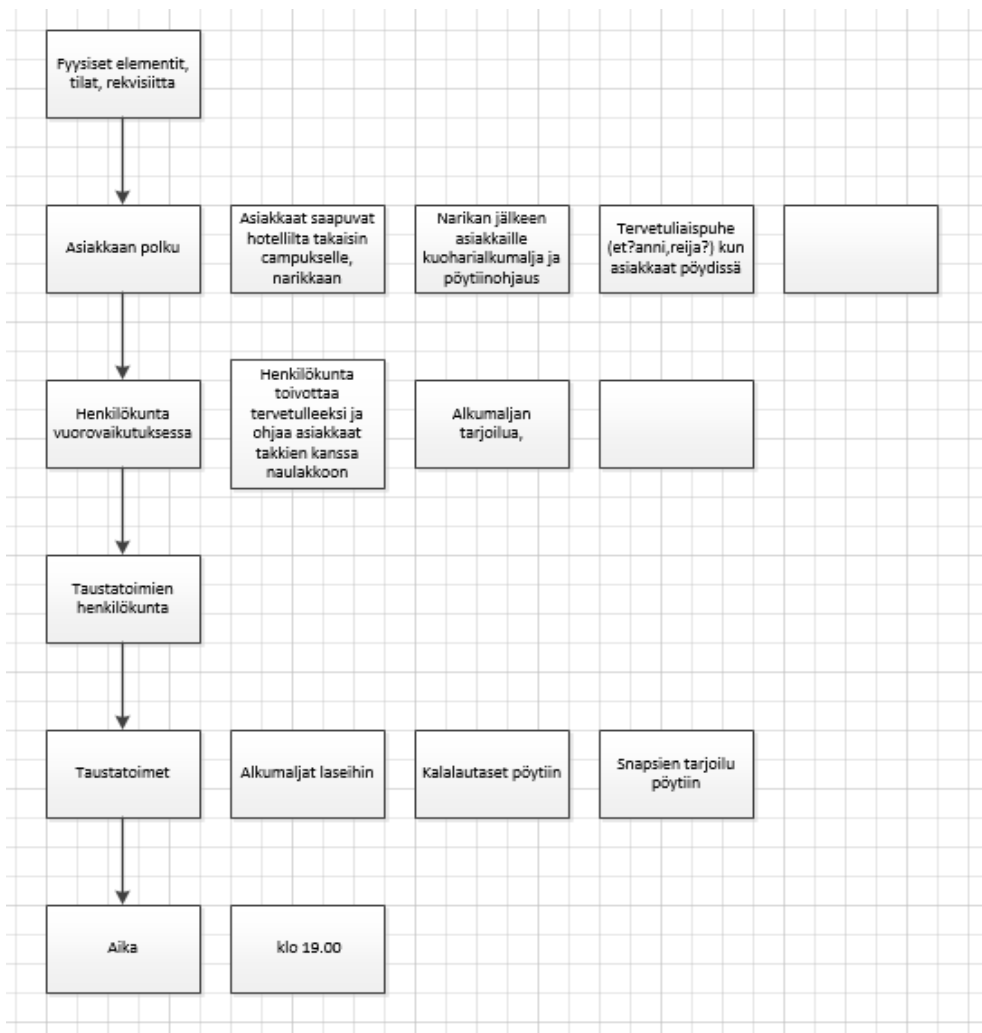 Fyysiset elementit,
tilat, rekvisiitta
Asiakkaan polku
Asiakkaat saapuvat
hotellilta takaisin
campukselle,
narikkaan
Narikan jälkeen
asiakkaille
kuoharialkumalja ja
pöytiinohjaus
Tervetuliaispuhe
(et?anni,reija?) kun
asiakkaat pöydissä
Henkilökunta
vuorovaikutuksessa
Henkilökunta
toivottaa
tervetulleeksi ja
ohjaa asiakkaat
takkien kanssa
naulakkoon
Alkumaljan
tarjoilua,
Taustatoimien
henkilökunta
Taustatoimet
Alkumaljat laseihin
Kalalautaset pöytiin
Snapsien tarjoilu
pöytiin
Aika
klo 19.00